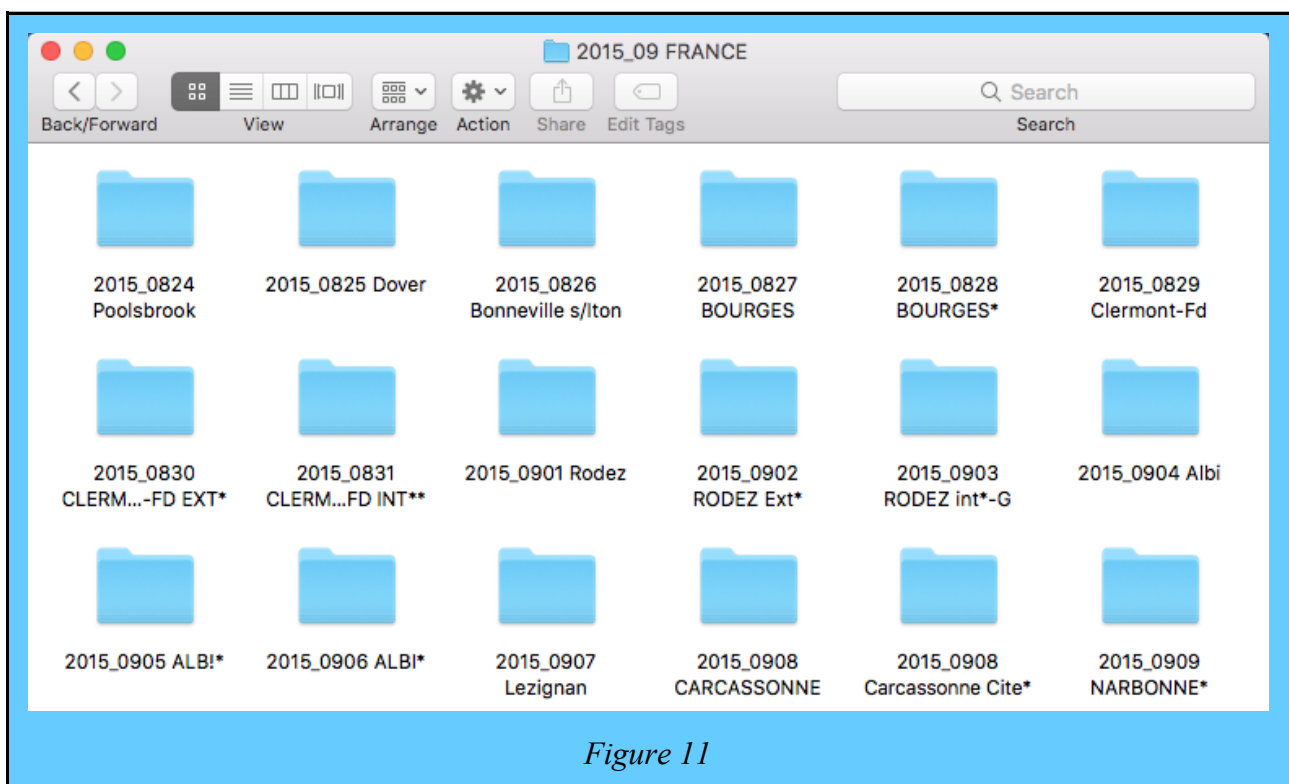 2015_09 FRANCE
Search
Back/Forward View Arrange Action Share Edit Tags Search
2015_0824 2015_0825 Dover 2015_0826 2015_0827 2015_0828 2015_0829
Poolsbrook Bonneville s/Iton BOURGES BOURGES* Clermont-Fd
2015_0830 2015_0831 2015_0901 Rodez 2015_0902 2015_0903 2015_0904 Albi
CLERM...-FD EXT* CLERM...FD INT** RODEZ Ext* RODEZ int*-G
2015_0905 ALB!* 2015_0906 ALBI* 2015_0907 2015_0908 2015_0908 2015_0909
Lezignan CARCASSONNE Carcassonne Cite* NARBONNE*
Figure 11